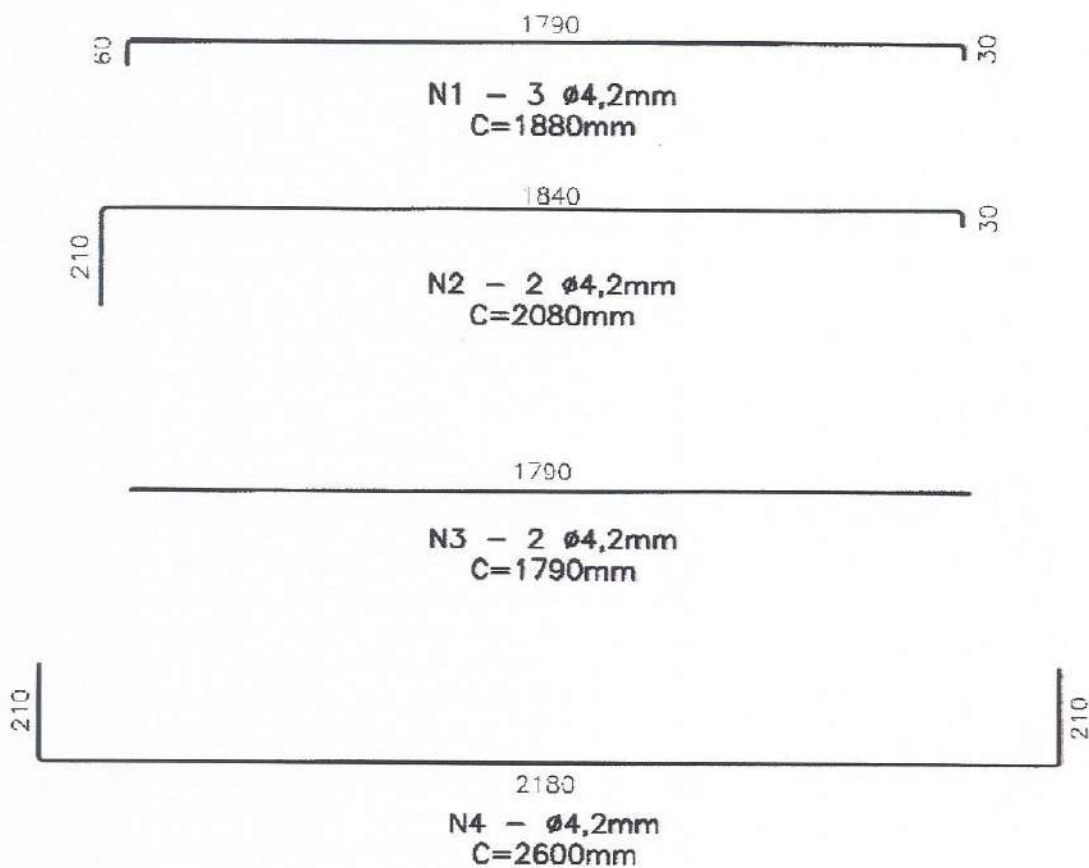 1790
60
30
N1 - 3 ø4,2mm
C=1880mm
1840
210
30
N2 - 2 ø4,2mm
C=2080mm
1790
N3 - 2 ø4,2mm
C=1790mm
210
210
2180
N4 - ø4,2mm
C=2600mm